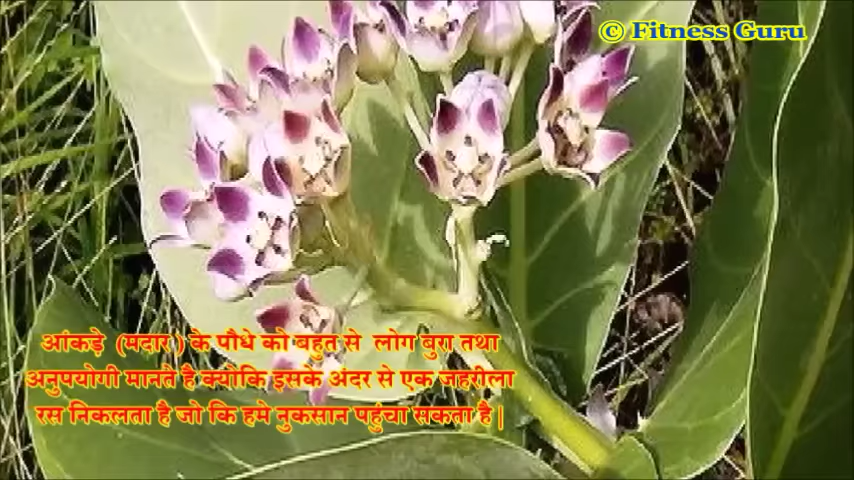 © Fitness Guru
आंकड़े (मदार ) के पौधे को बहुत से लोग बुरा तथा
अनुपयोगी मानते है क्योकि इसके अंदर से एक जहरीला
रस निकलता है जो कि हमे नुकसान पहुंचा सकता है |